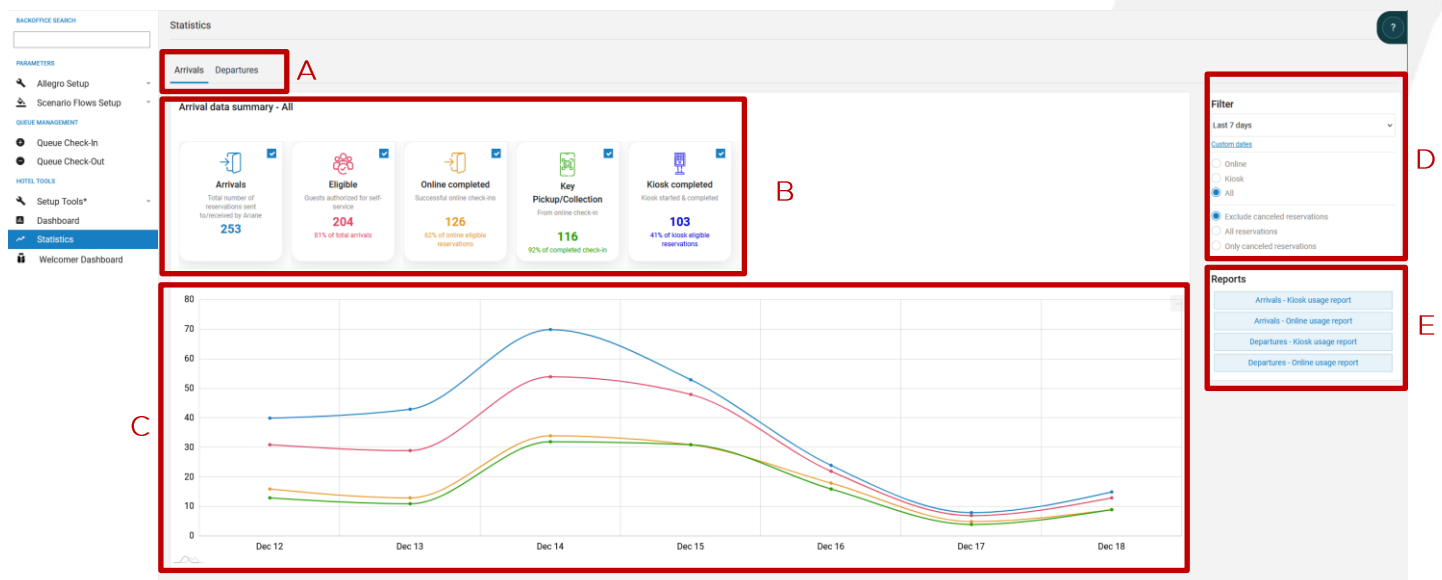 BACKOFFICE SEARCH
PARAMETERS
Allegro Setup
Scenario Flows Setup
QUEUE MANAGEMENT
Queue Check-In
Queue Check-Out
HOTEL TOOLS
Setup Tools*
Dashboard
Statistics
Welcomer Dashboard
Statistics
?
Arrivals Departures
A
Arrival data summary - All
Arrivals
Total number of
reservations sent
to/received by Ariane
253
Eligible
Guests authorized for self-
service
204
81% of total arrivals
Online completed
Successful online check-ins
126
62% of online eligible
reservations
Key
Pickup/Collection
From online check-in
116
92% of completed check-in
Kiosk completed
Kiosk started & completed
103
41% of kiosk eligible
reservations
B
C
80
70
60
50
40
30
20
10
0
Dec 12 Dec 13 Dec 14 Dec 15 Dec 16 Dec 17 Dec 18
Filter
Last 7 days
Custom dates
Online
Kiosk
All
Exclude canceled reservations
All reservations
Only canceled reservations
D
Reports
Arrivals - Kiosk usage report
Arrivals - Online usage report
Departures - Kiosk usage report
Departures - Online usage report
E